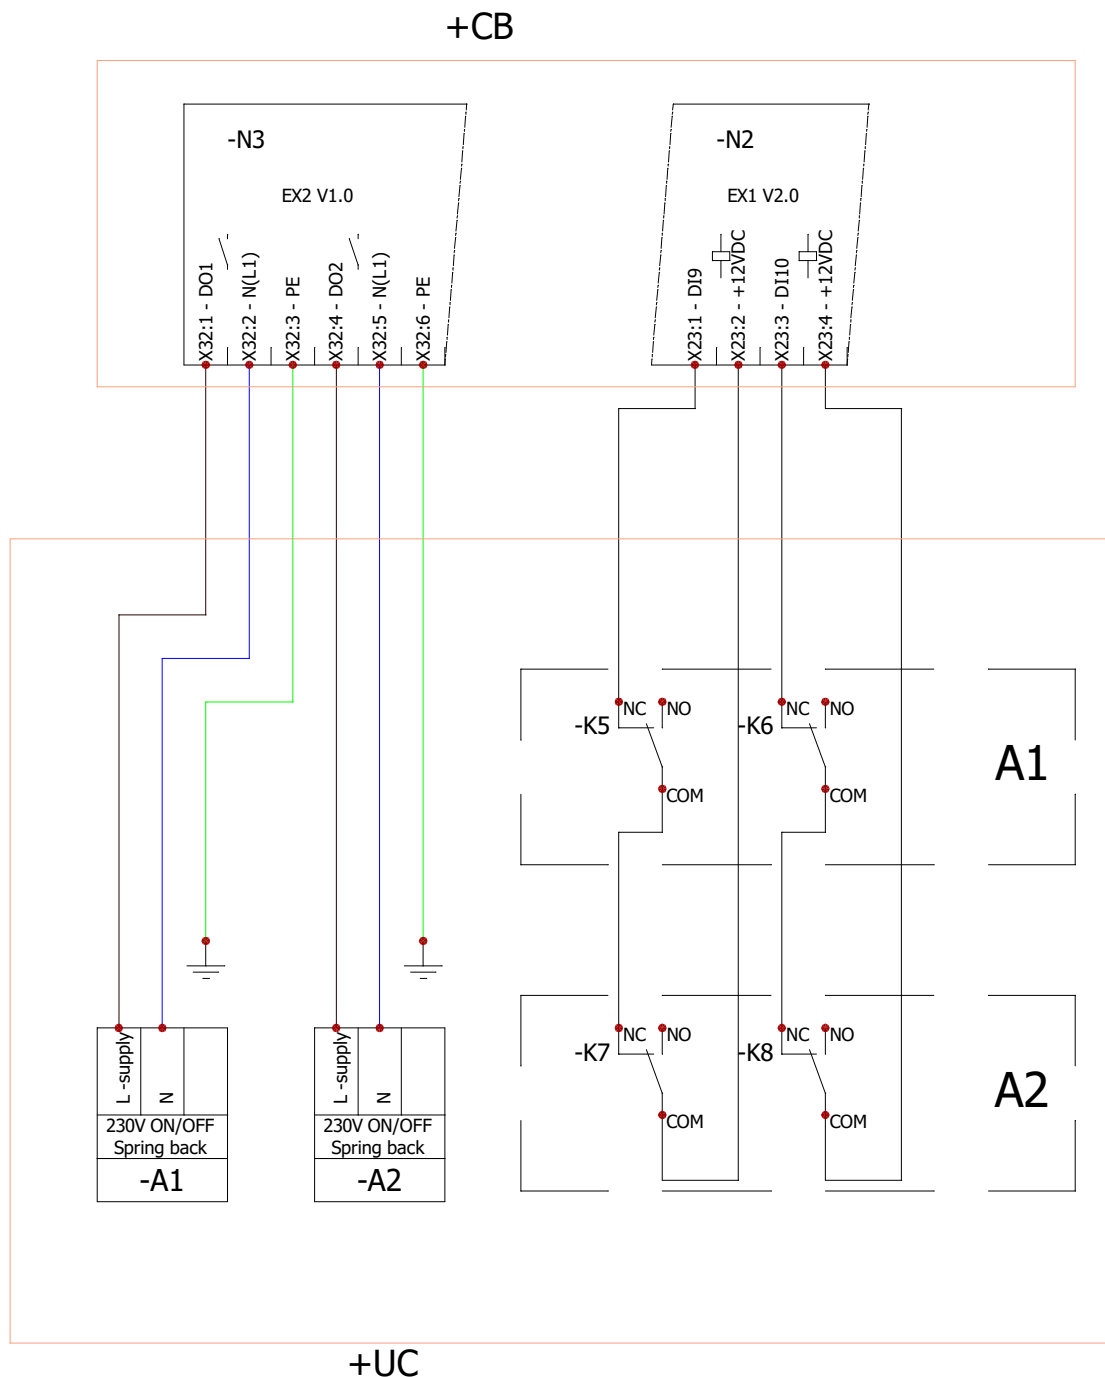 +CB
-N3
-N2
EX2 V1.0
EX1 V2.0
X32:1 - DO1
X32:2 - N(L1)
X32:3 - PE
X32:4 - DO2
X32:5 - N(L1)
X32:6 - PE
X23:1 - DI9
X23:2 - +12VDC
X23:3 - DI10
X23:4 - +12VDC
NC
NO
-K5
COM
NC
NO
-K6
COM
A1
NC
NO
-K7
COM
NC
NO
-K8
COM
A2
L -supply
N
230V ON/OFF
Spring back
-A1
L -supply
N
230V ON/OFF
Spring back
-A2
+UC